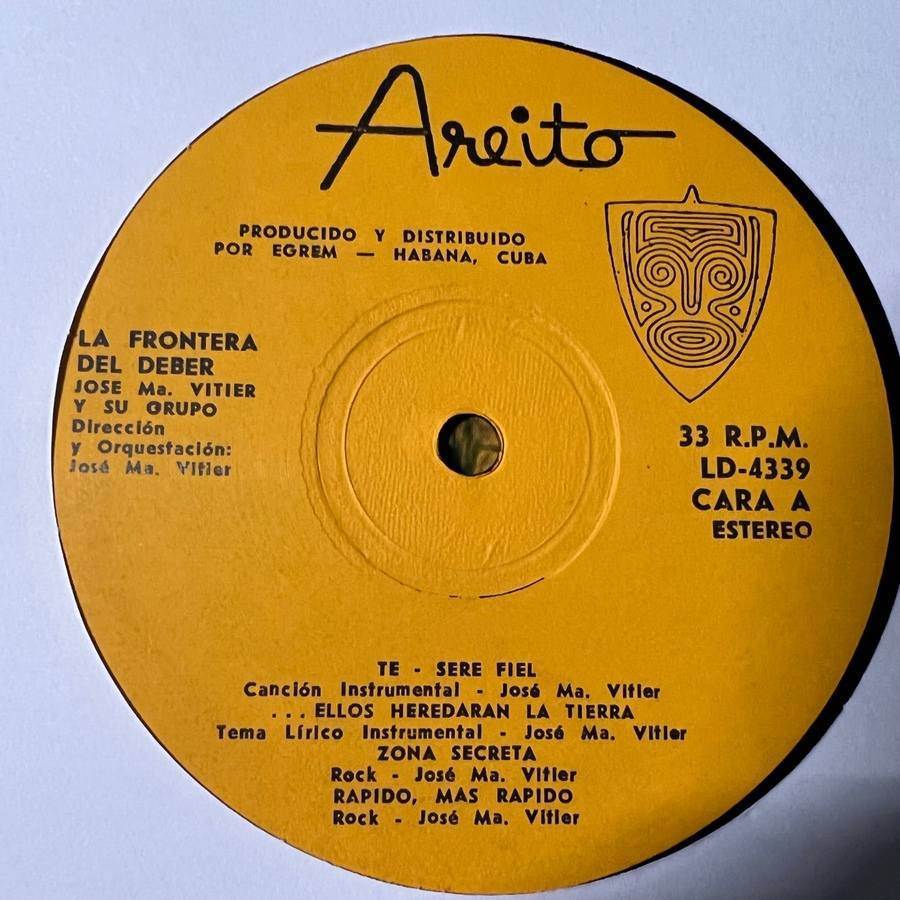 Areito
PRODUCIDO Y DISTRIBUIDO
POR EGREM — HABANA, CUBA
LA FRONTERA
DEL DEBER
JOSE Ma. VITIER
Y SU GRUPO
Dirección
y Orquestación:
José Ma. Vitier
33 R.P.M.
LD-4339
CARA A
ESTEREO
TE - SERE FIEL
Canción Instrumental - José Ma. Vitier
...ELLOS HEREDARAN LA TIERRA
Tema Lírico Instrumental - José Ma. Vitier
ZONA SECRETA
Rock - José Ma. Vitier
RAPIDO, MAS RAPIDO
Rock - José Ma. Vitier